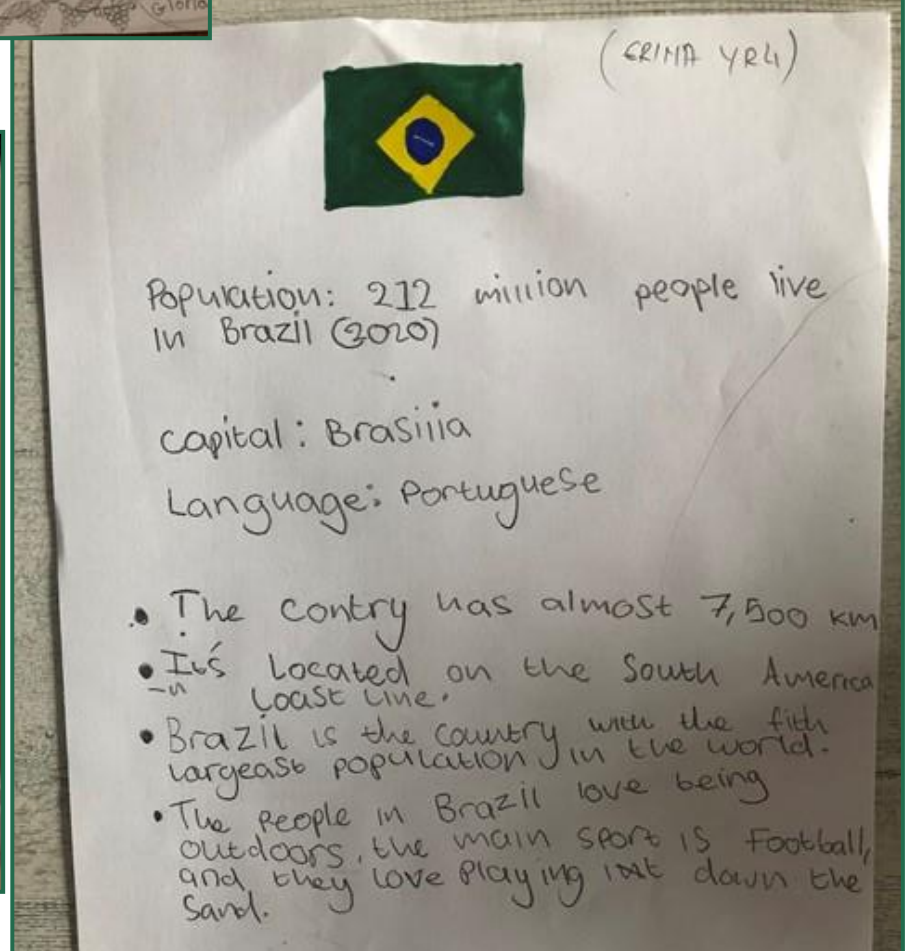 Gloria
(ERINA YR4)
Population: 212 million people live
in Brazil (2020)
capital: Brasilia
Language: Portuguese
• The contry has almost 7,500 km
• It's Located on the South America
coast Line.
• Brazil is the country with the fith
largeast population in the world.
• The people in Brazil love being
outdoors, the main sport is Football,
and they love playing down the
Sand.